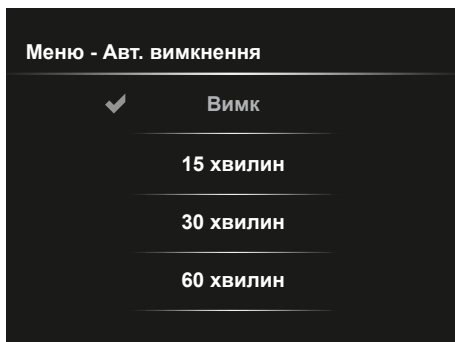 Меню - Авт. вимкнення
Вимк
15 хвилин
30 хвилин
60 хвилин